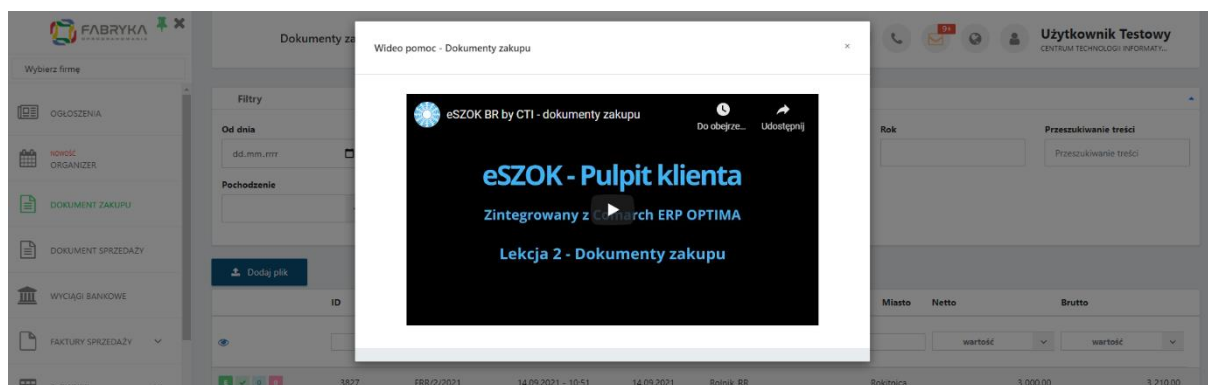 FABRYKA
OPROGRAMOWANIA
Wybierz firmę
OGŁOSZENIA
NOWOŚĆ
ORGANIZER
DOKUMENT ZAKUPU
DOKUMENT SPRZEDAŻY
WYCIĄGI BANKOWE
FAKTURY SPRZEDAŻY
Dokumenty za
9+
Użytkownik Testowy
CENTRUM TECHNOLOGII INFORMATY...
Wideo pomoc - Dokumenty zakupu
×
eSZOK BR by CTI - dokumenty zakupu
Do obejrze...
Udostępnij
eSZOK - Pulpit klienta
Zintegrowany z Comarch ERP OPTIMA
Lekcja 2 - Dokumenty zakupu
Filtry
Od dnia
Rok
Przeszukiwanie treści
dd.mm.rrrr
Przeszukiwanie treści
Pochodzenie
Dodaj plik
ID
Miasto
Netto
Brutto
wartość
wartość
3827
FRR/2/2021
14.09.2021 - 10:51
14.09.2021
Rolnik RR
Rokitnica
3 000,00
3 210,00